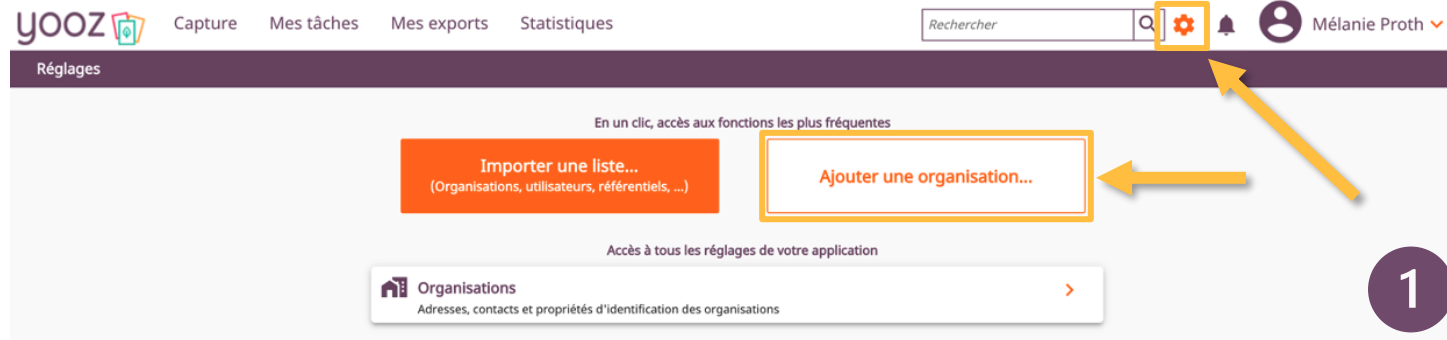 yooz Capture Mes tâches Mes exports Statistiques Rechercher Mélanie Proth
Réglages
En un clic, accès aux fonctions les plus fréquentes
Importer une liste...
(Organisations, utilisateurs, référentiels, ...)
Ajouter une organisation...
Accès à tous les réglages de votre application
Organisations
Adresses, contacts et propriétés d'identification des organisations
1